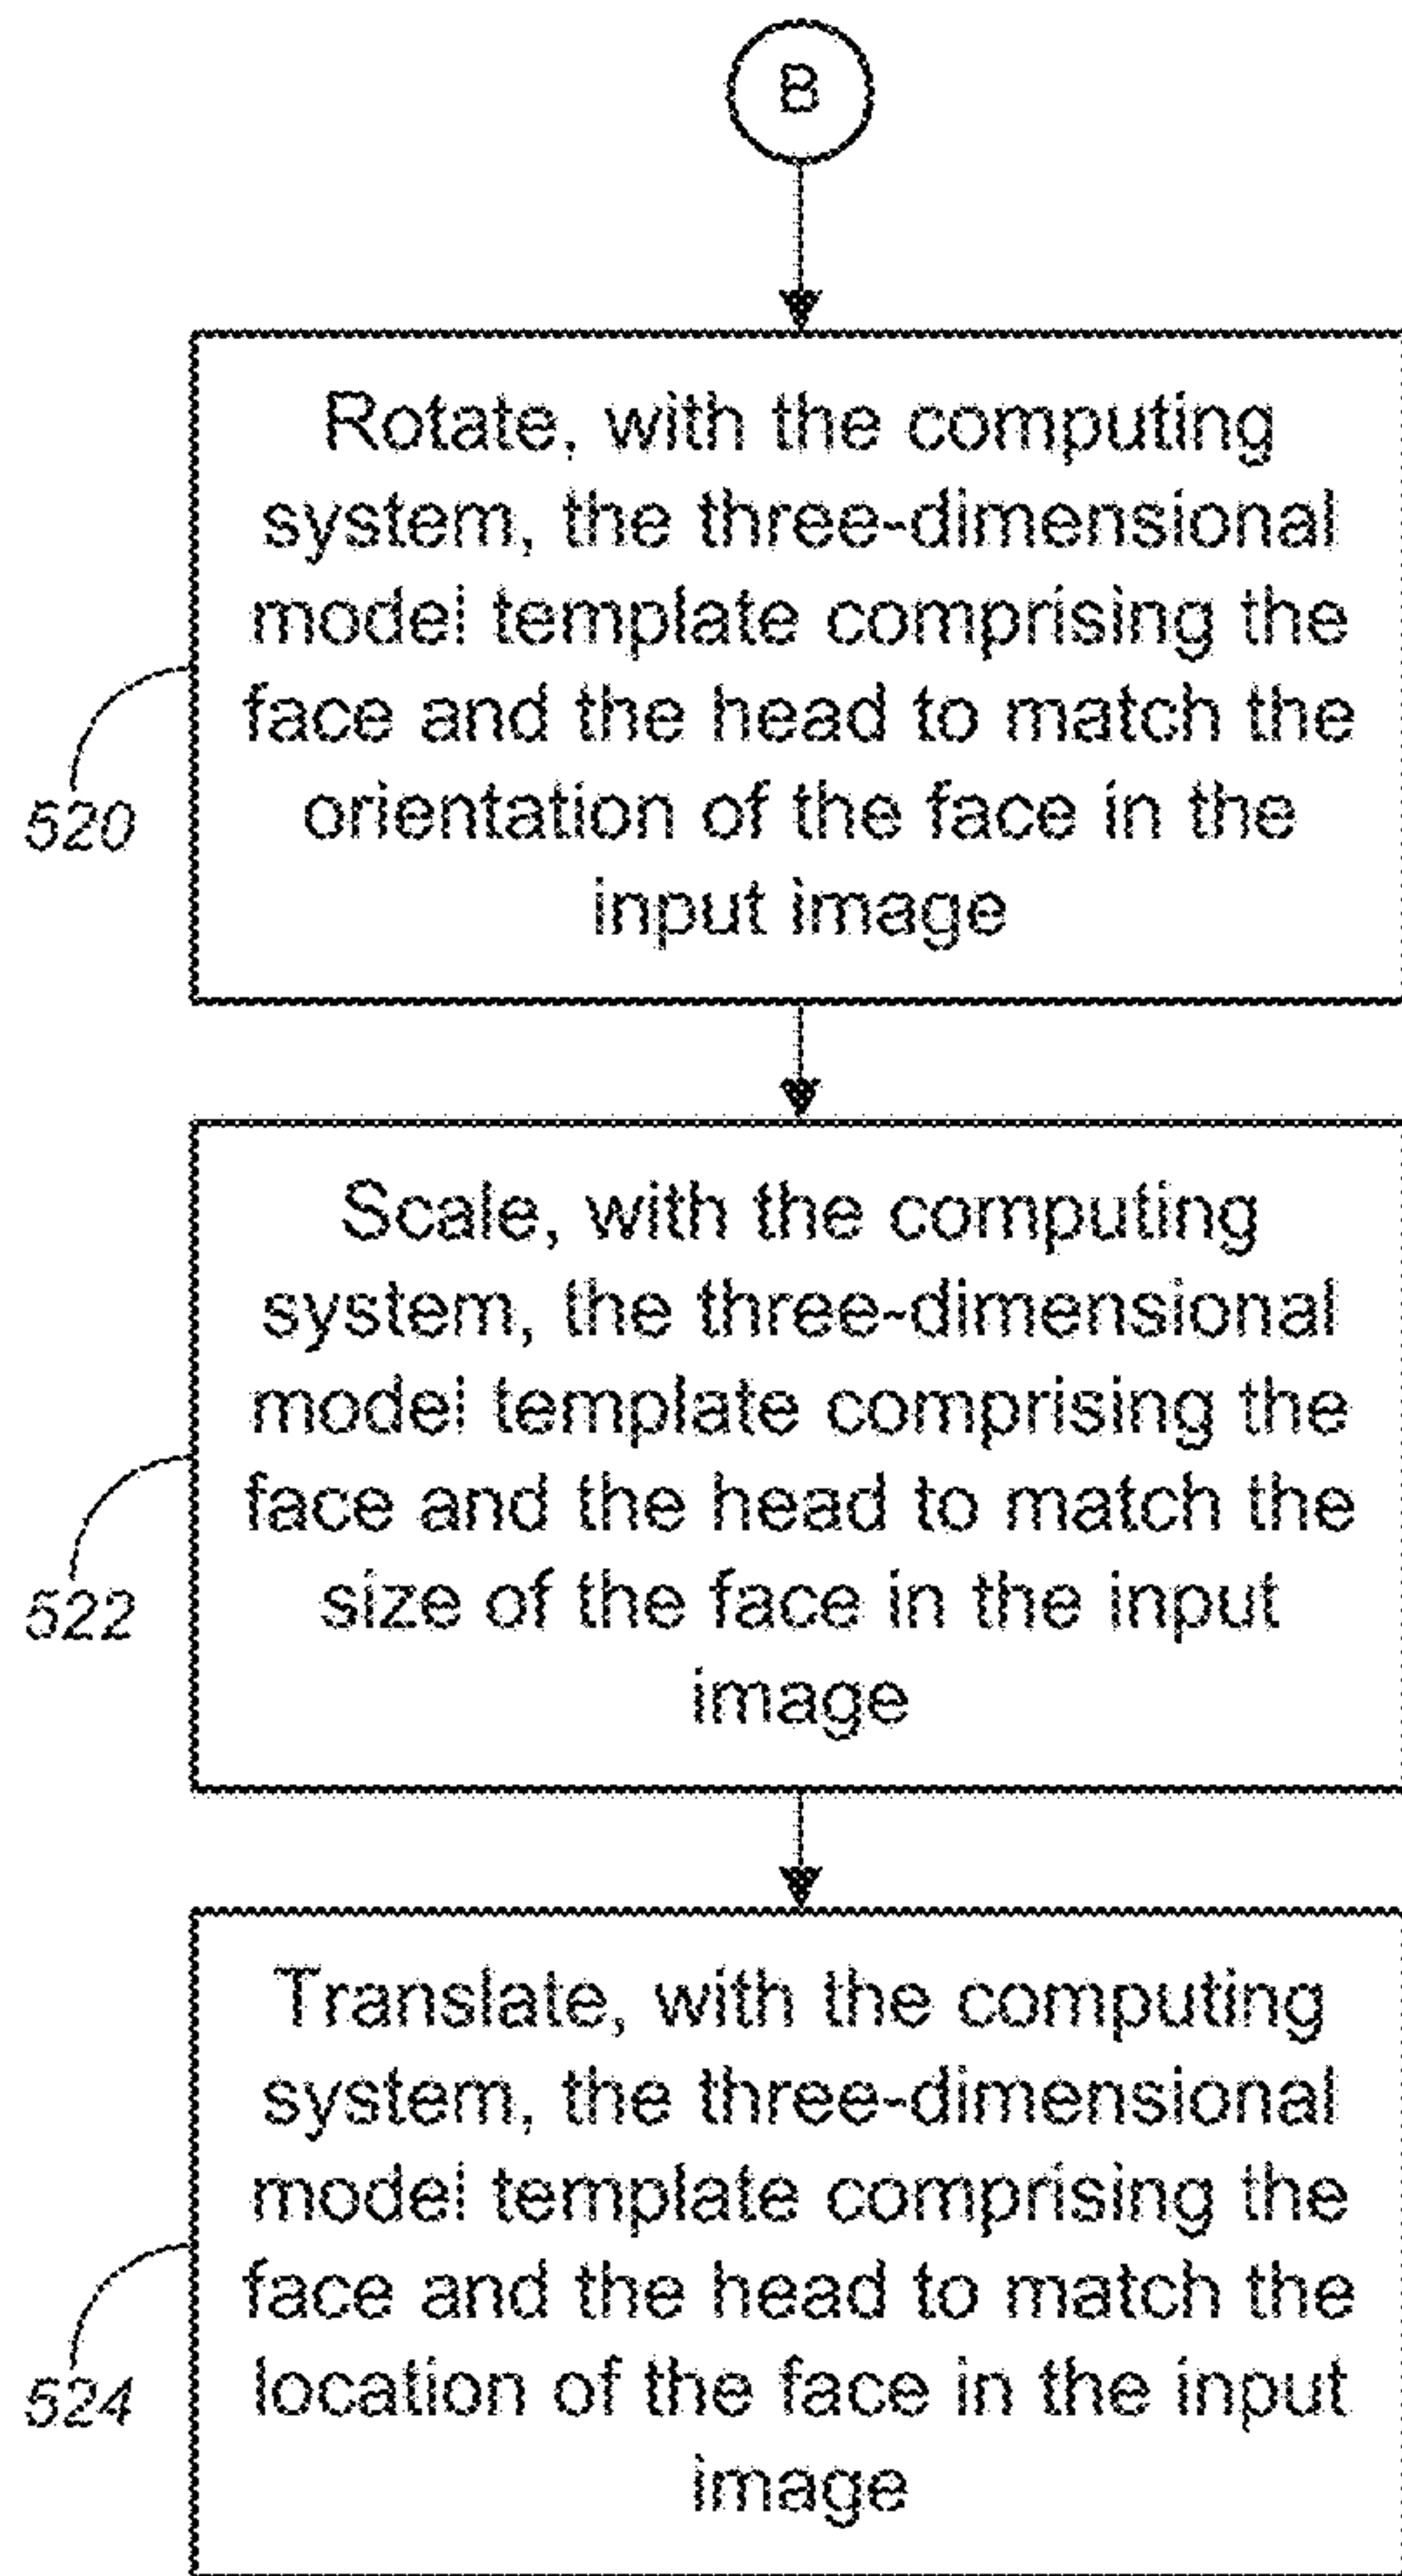 B
Rotate, with the computing
system, the three-dimensional
model template comprising the
face and the head to match the
orientation of the face in the
input image
520
Scale, with the computing
system, the three-dimensional
model template comprising the
face and the head to match the
size of the face in the input
image
522
Translate, with the computing
system, the three-dimensional
model template comprising the
face and the head to match the
location of the face in the input
image
524